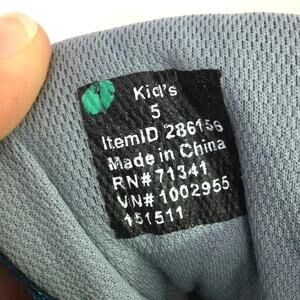 Kid's
5
ItemID 286156
Made in China
RN# 71341
VN# 1002955
151511